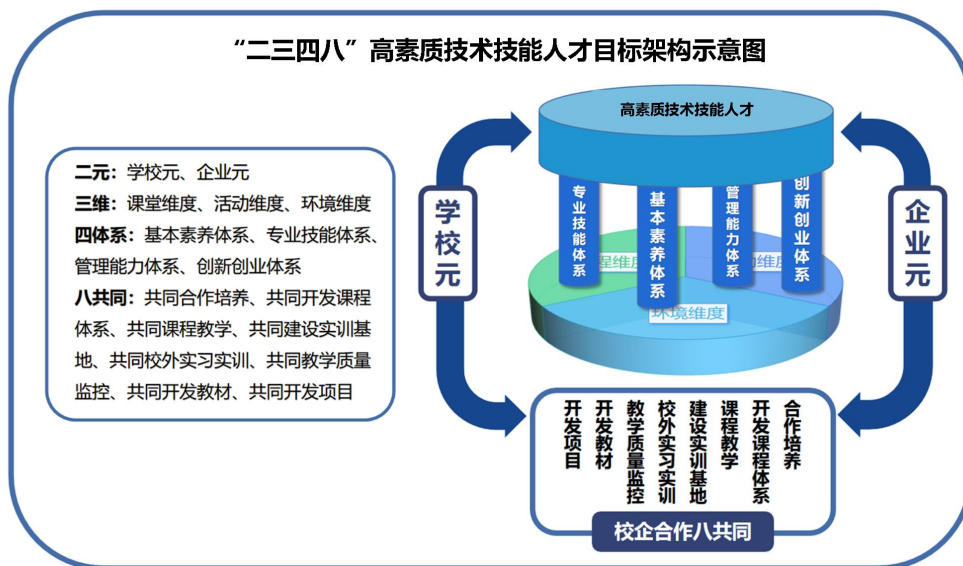 “二三四八”高素质技术技能人才目标架构示意图
二元：学校元、企业元
三维：课堂维度、活动维度、环境维度
四体系：基本素养体系、专业技能体系、
管理能力体系、创新创业体系
八共同：共同合作培养、共同开发课程
体系、共同课程教学、共同建设实训基
地、共同校外实习实训、共同教学质量
监控、共同开发教材、共同开发项目
学校元
高素质技术技能人才
专业技能体系
基本素养体系
管理能力体系
创新创业体系
程维度
动维度
环境维度
企业元
开发项目
开发教材
教学质量监控
校外实习实训
建设实训基地
课程教学
开发课程体系
合作培养
校企合作八共同